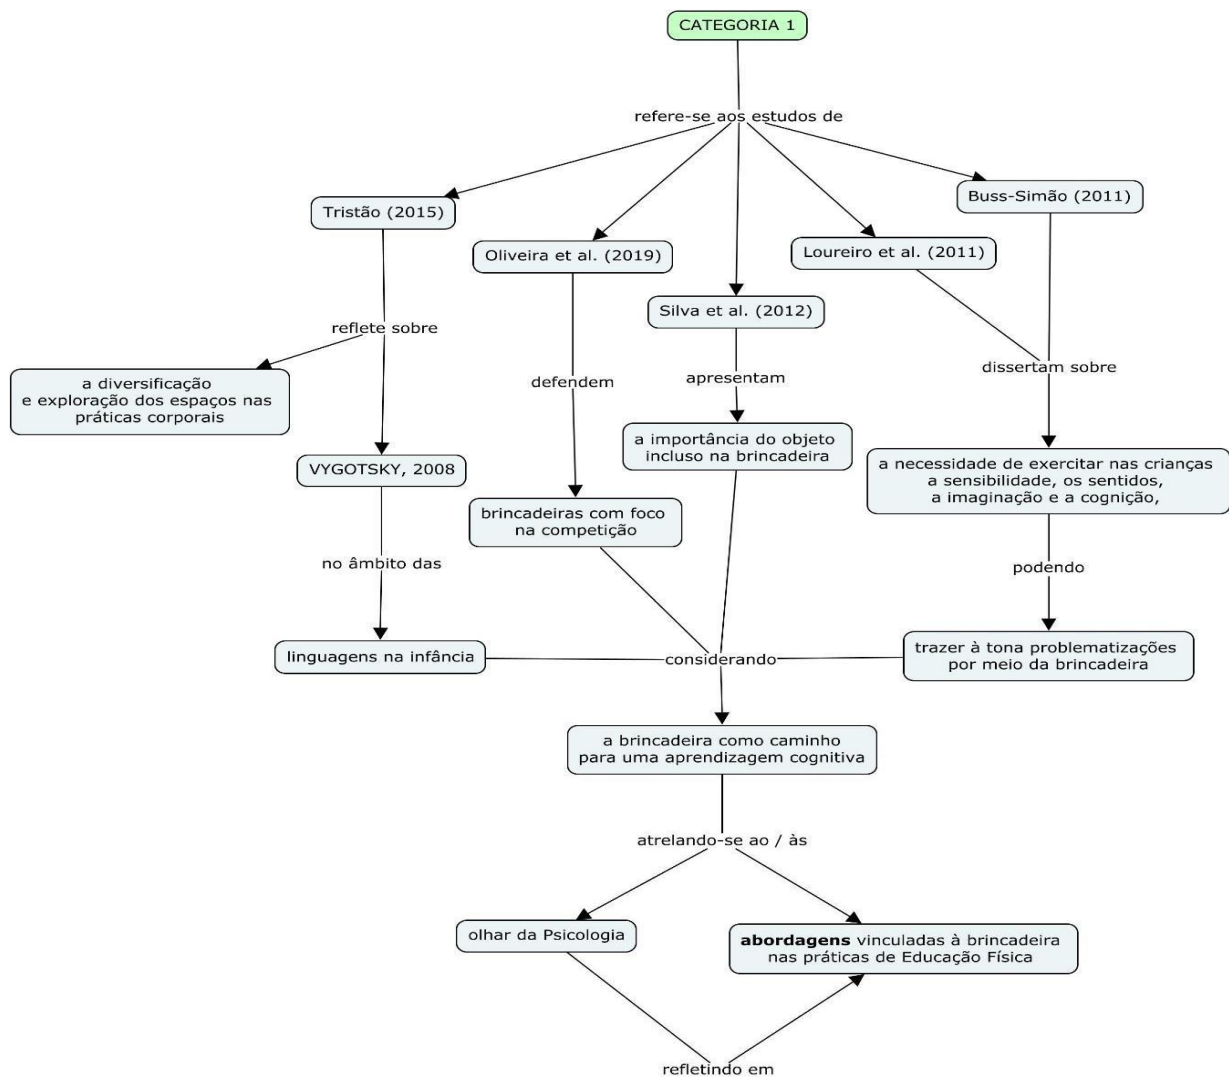 CATEGORIA 1
refere-se aos estudos de
Tristão (2015)
Oliveira et al. (2019)
Silva et al. (2012)
Loureiro et al. (2011)
Buss-Simão (2011)
reflete sobre
defendem
apresentam
dissertam sobre
a diversificação
e exploração dos espaços nas
práticas corporais
VYGOTSKY, 2008
brincadeiras com foco
na competição
a importância do objeto
incluso na brincadeira
a necessidade de exercitar nas crianças
a sensibilidade, os sentidos,
a imaginação e a cognição,
no âmbito das
podendo
linguagens na infância
considerando
trazer à tona problematizações
por meio da brincadeira
a brincadeira como caminho
para uma aprendizagem cognitiva
atrelando-se ao / às
olhar da Psicologia
abordagens vinculadas à brincadeira
nas práticas de Educação Física
refletindo em